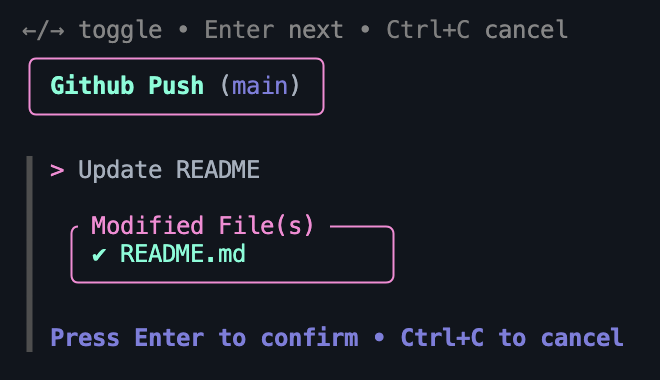 ←/→ toggle • Enter next • Ctrl+C cancel
Github Push (main)
> Update README
Modified File(s)
✔ README.md
Press Enter to confirm • Ctrl+C to cancel